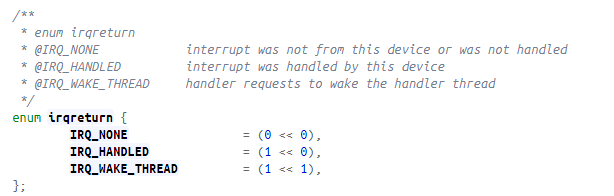 /**
 * enum irqreturn
 * @IRQ_NONE interrupt was not from this device or was not handled
 * @IRQ_HANDLED interrupt was handled by this device
 * @IRQ_WAKE_THREAD handler requests to wake the handler thread
 */
enum irqreturn {
IRQ_NONE = (0 << 0),
IRQ_HANDLED = (1 << 0),
IRQ_WAKE_THREAD = (1 << 1),
};